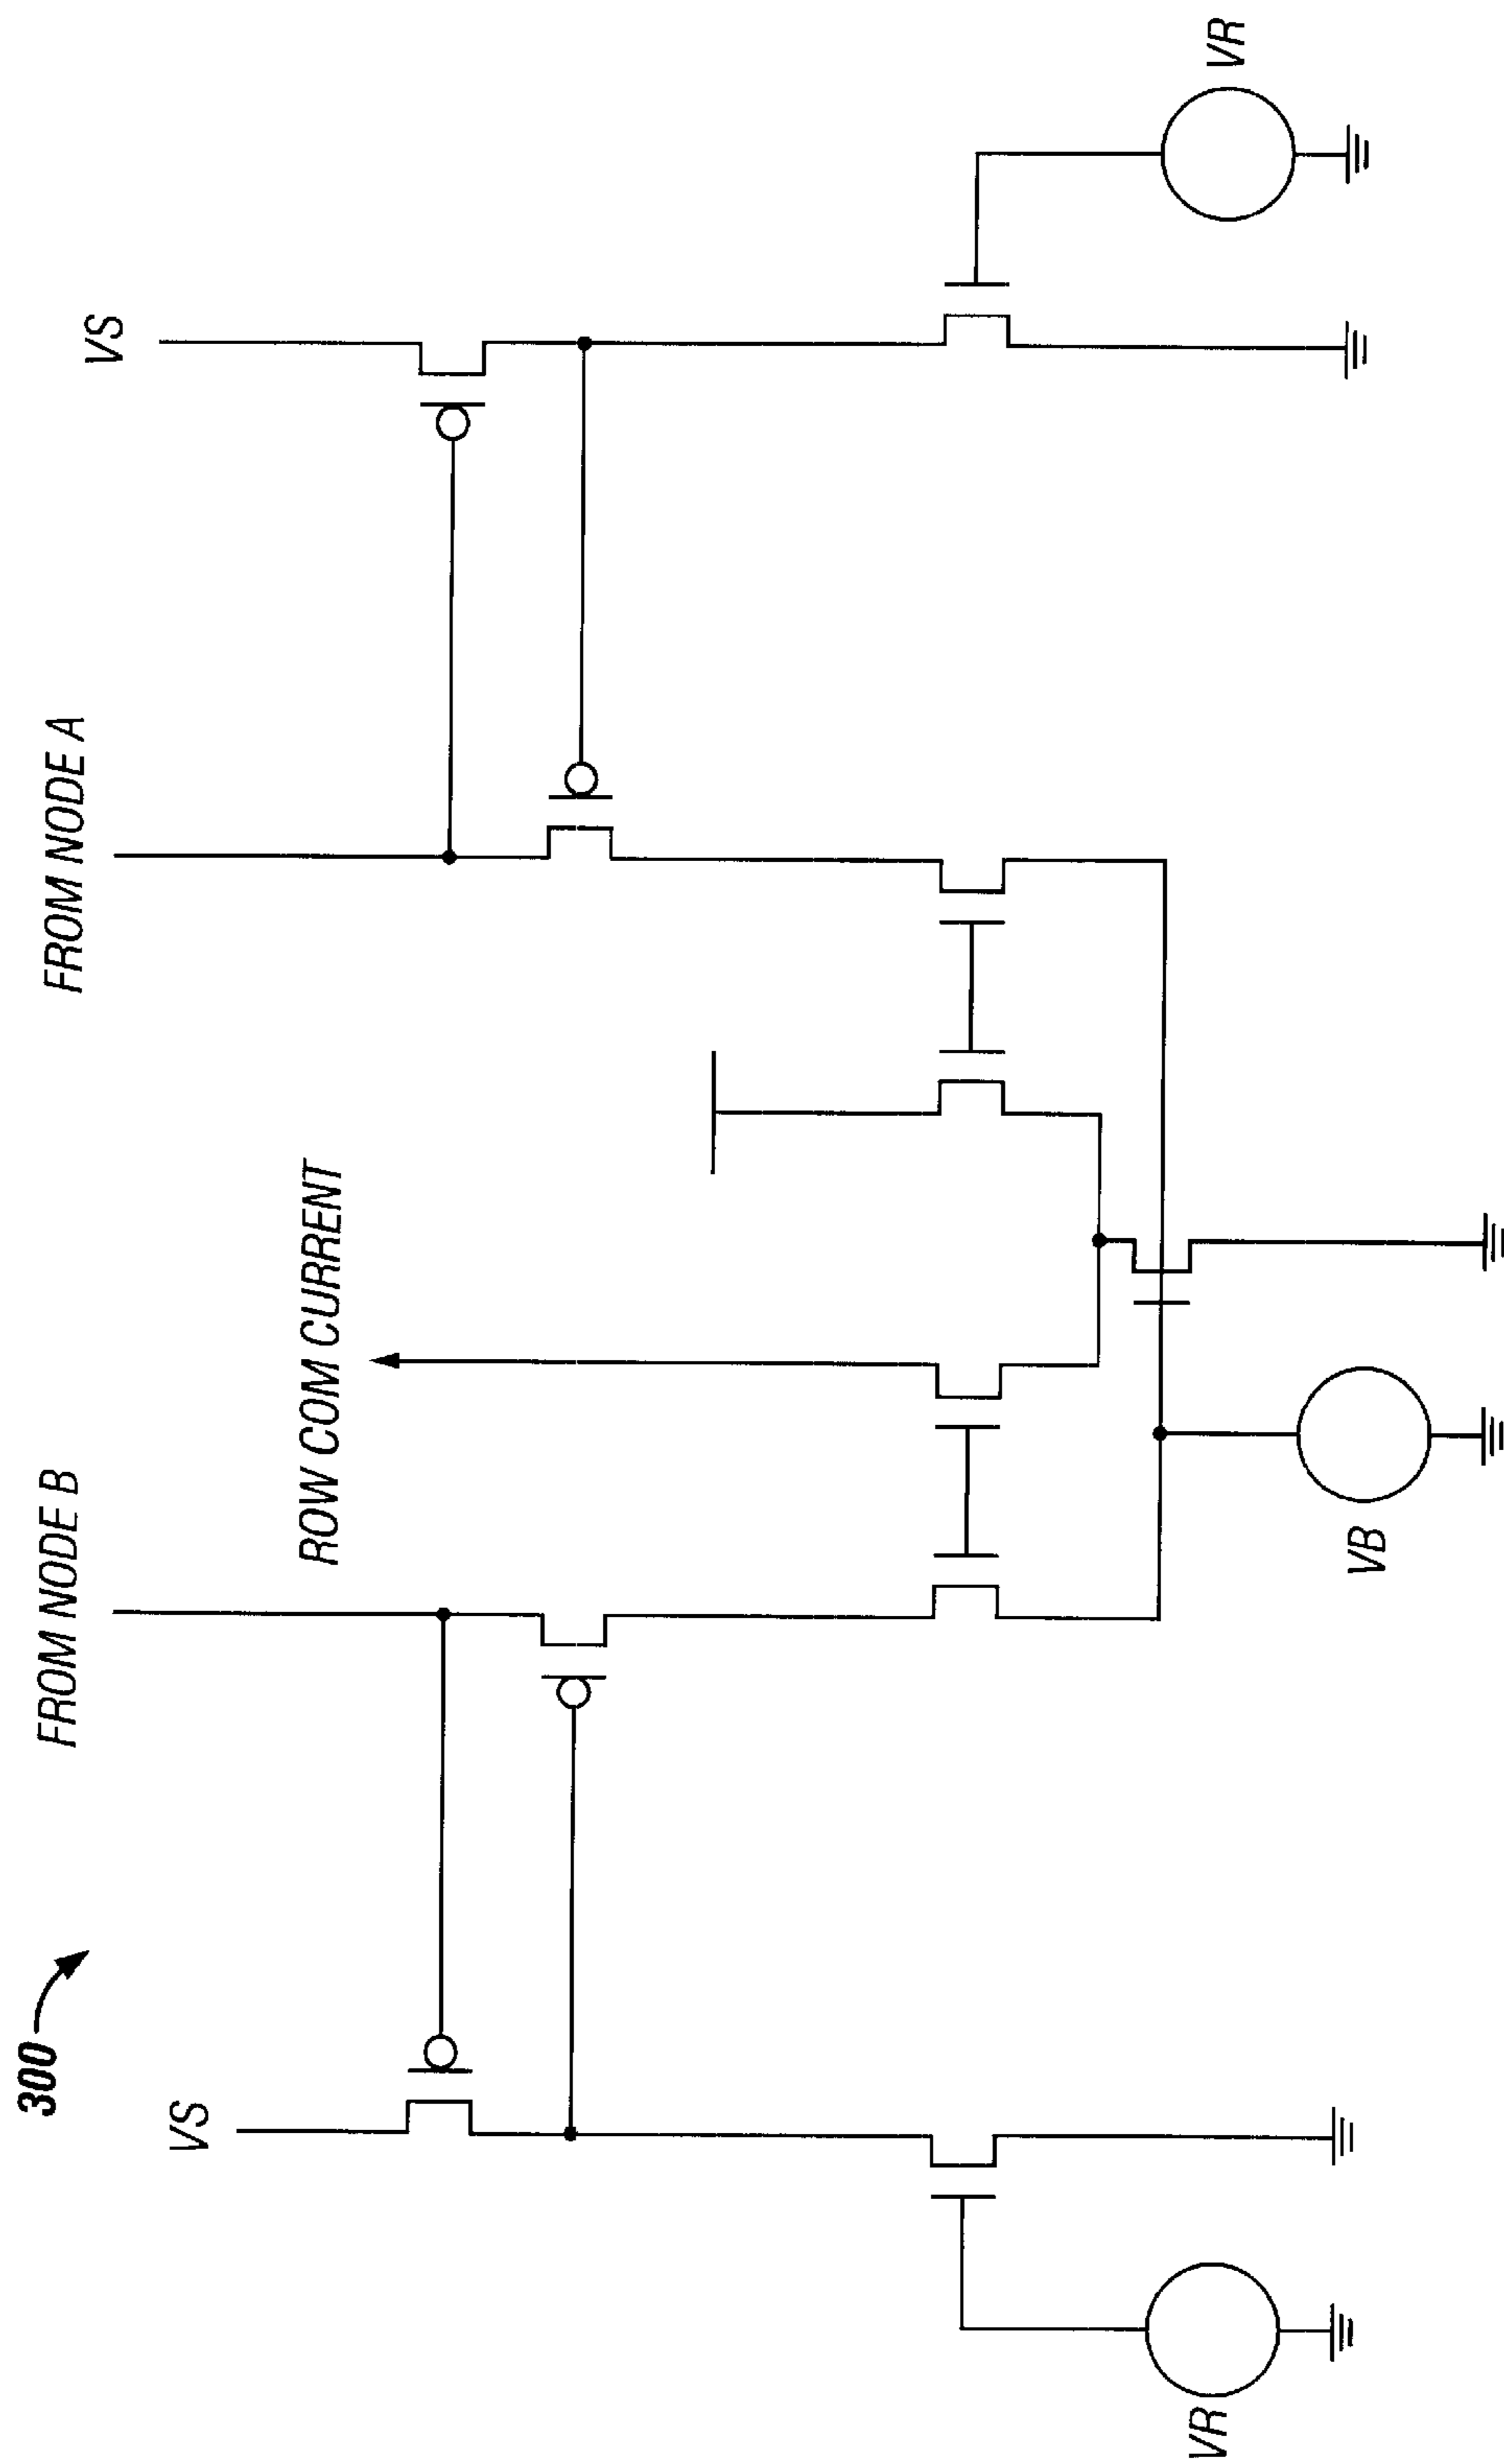 300
VS
FROM NODE B
FROM NODE A
VS
ROW COM CURRENT
VR
VB
VR